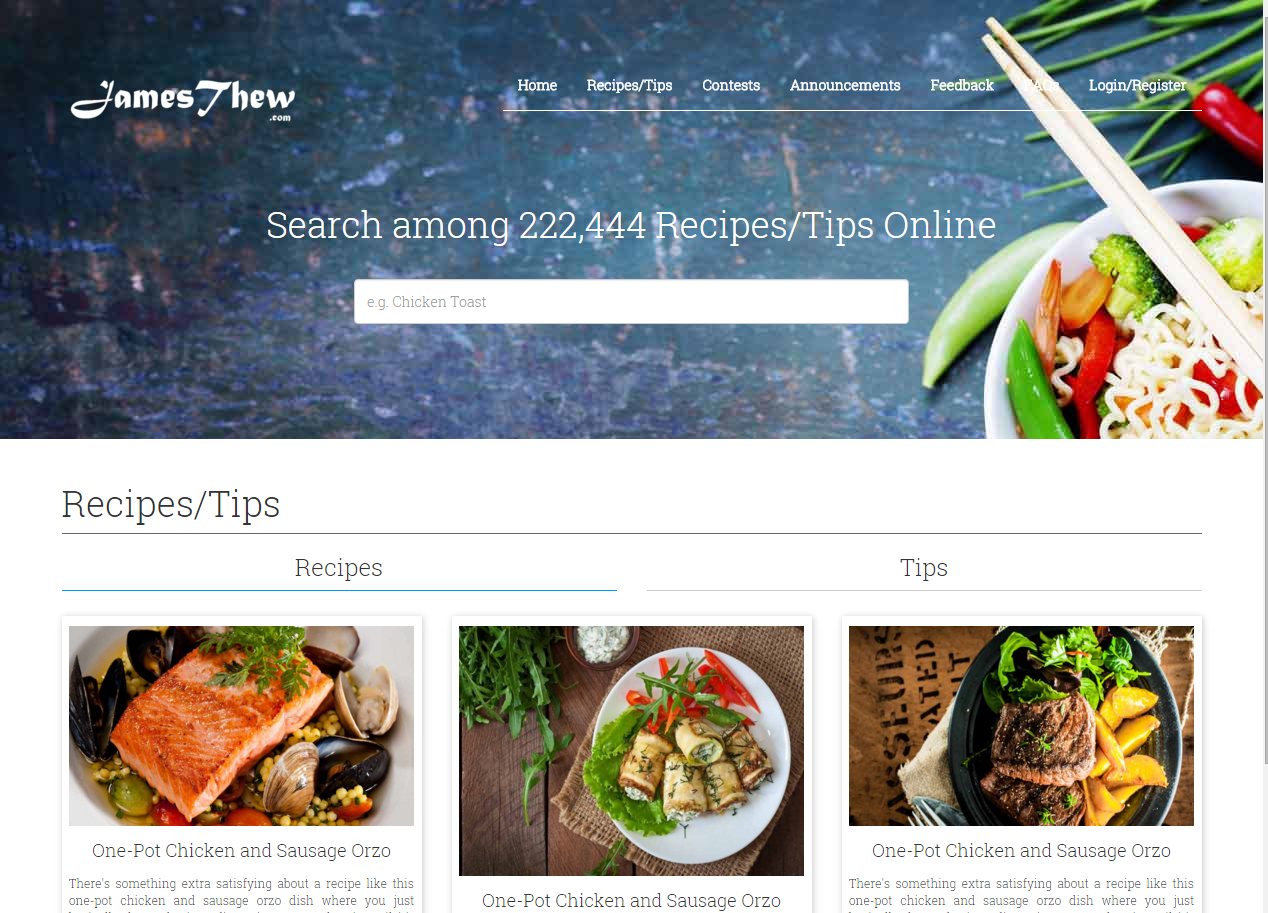 JamesThew
.com
Home Recipes/Tips Contests Announcements Feedback FAQs Login/Register
Search among 222,444 Recipes/Tips Online
e.g. Chicken Toast
Recipes/Tips
Recipes Tips
One-Pot Chicken and Sausage Orzo
There's something extra satisfying about a recipe like this
one-pot chicken and sausage orzo dish where you just
One-Pot Chicken and Sausage Orzo
One-Pot Chicken and Sausage Orzo
There's something extra satisfying about a recipe like this
one-pot chicken and sausage orzo dish where you just